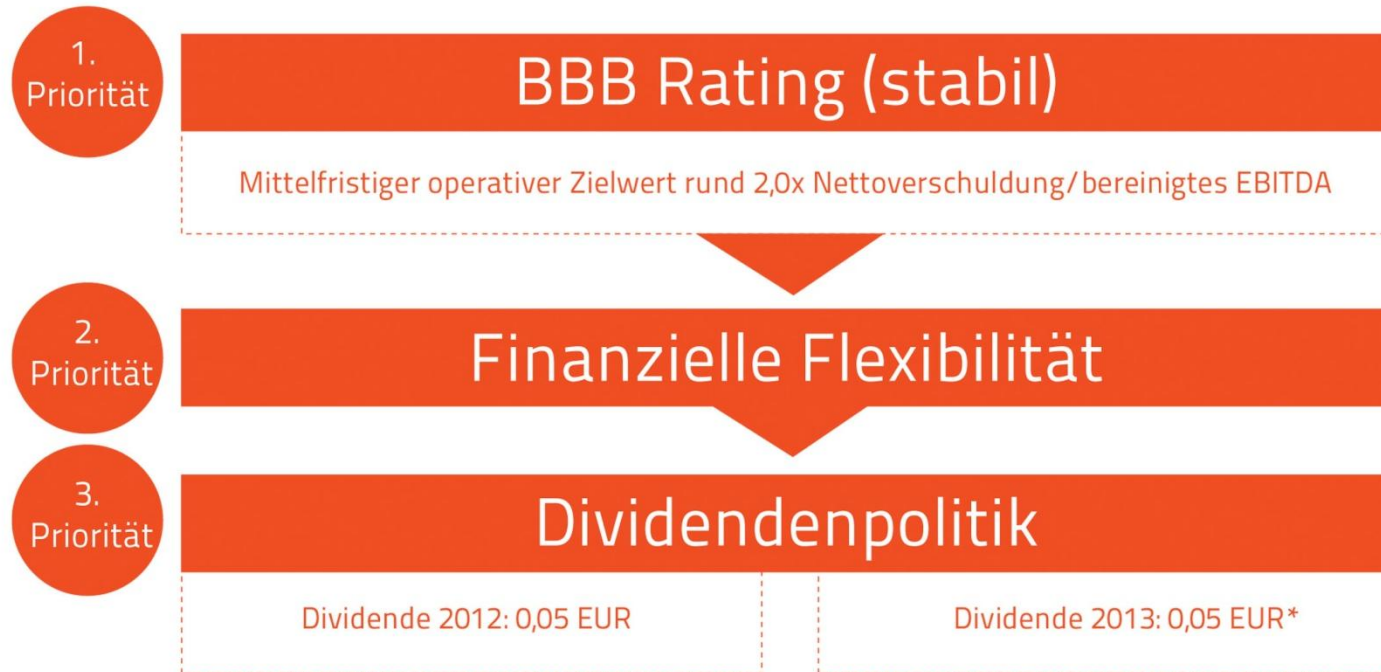 1.
Priorität
BBB Rating (stabil)
Mittelfristiger operativer Zielwert rund 2,0x Nettoverschuldung/bereinigtes EBITDA
2.
Priorität
Finanzielle Flexibilität
3.
Priorität
Dividendenpolitik
Dividende 2012: 0,05 EUR
Dividende 2013: 0,05 EUR*